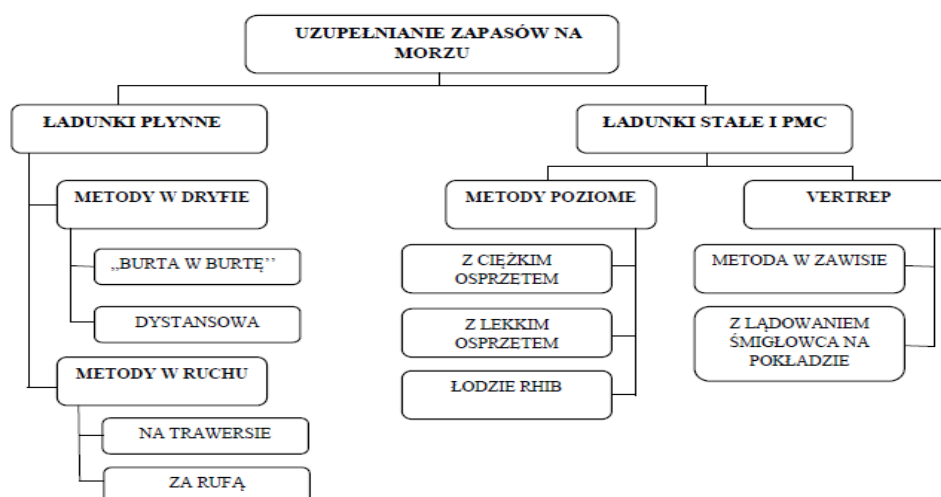 UZUPEŁNIANIE ZAPASÓW NA
MORZU
ŁADUNKI PŁYNNE
METODY W DRYFIE
,,BURTA W BURTĘ’’
DYSTANSOWA
METODY W RUCHU
NA TRAWERSIE
ZA RUFĄ
ŁADUNKI STAŁE I PMC
METODY POZIOME
Z CIĘŻKIM
OSPRZĘTEM
Z LEKKIM
OSPRZĘTEM
ŁODZIE RHIB
VERTREP
METODA W ZAWISIE
Z LĄDOWANIEM
ŚMIGŁOWCA NA
POKŁADZIE